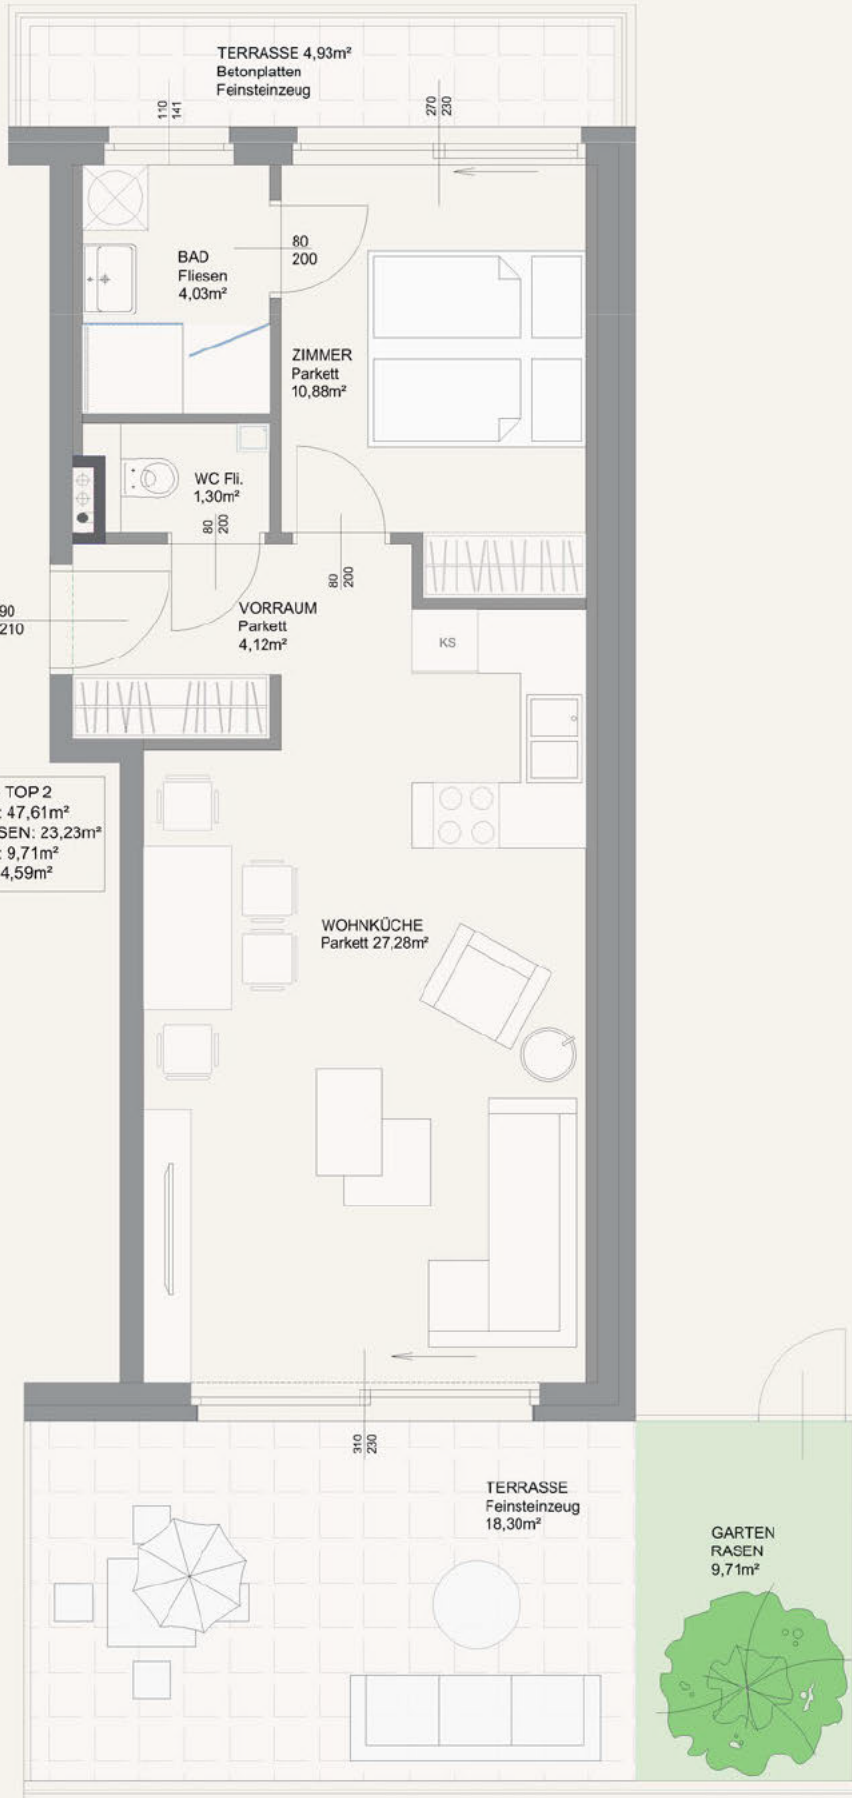 TERRASSE 4,93m²
Betonplatten
Feinsteinzeug
110
141
270
230
BAD
Fliesen
4,03m²
80
200
ZIMMER
Parkett
10,88m²
WC Fli.
1,30m²
80
200
80
200
90
210
VORRAUM
Parkett
4,12m²
KS
TOP 2
: 47,61m²
SEN: 23,23m²
: 9,71m²
4,59m²
WOHNKÜCHE
Parkett 27,28m²
310
230
TERRASSE
Feinsteinzeug
18,30m²
GARTEN
RASEN
9,71m²